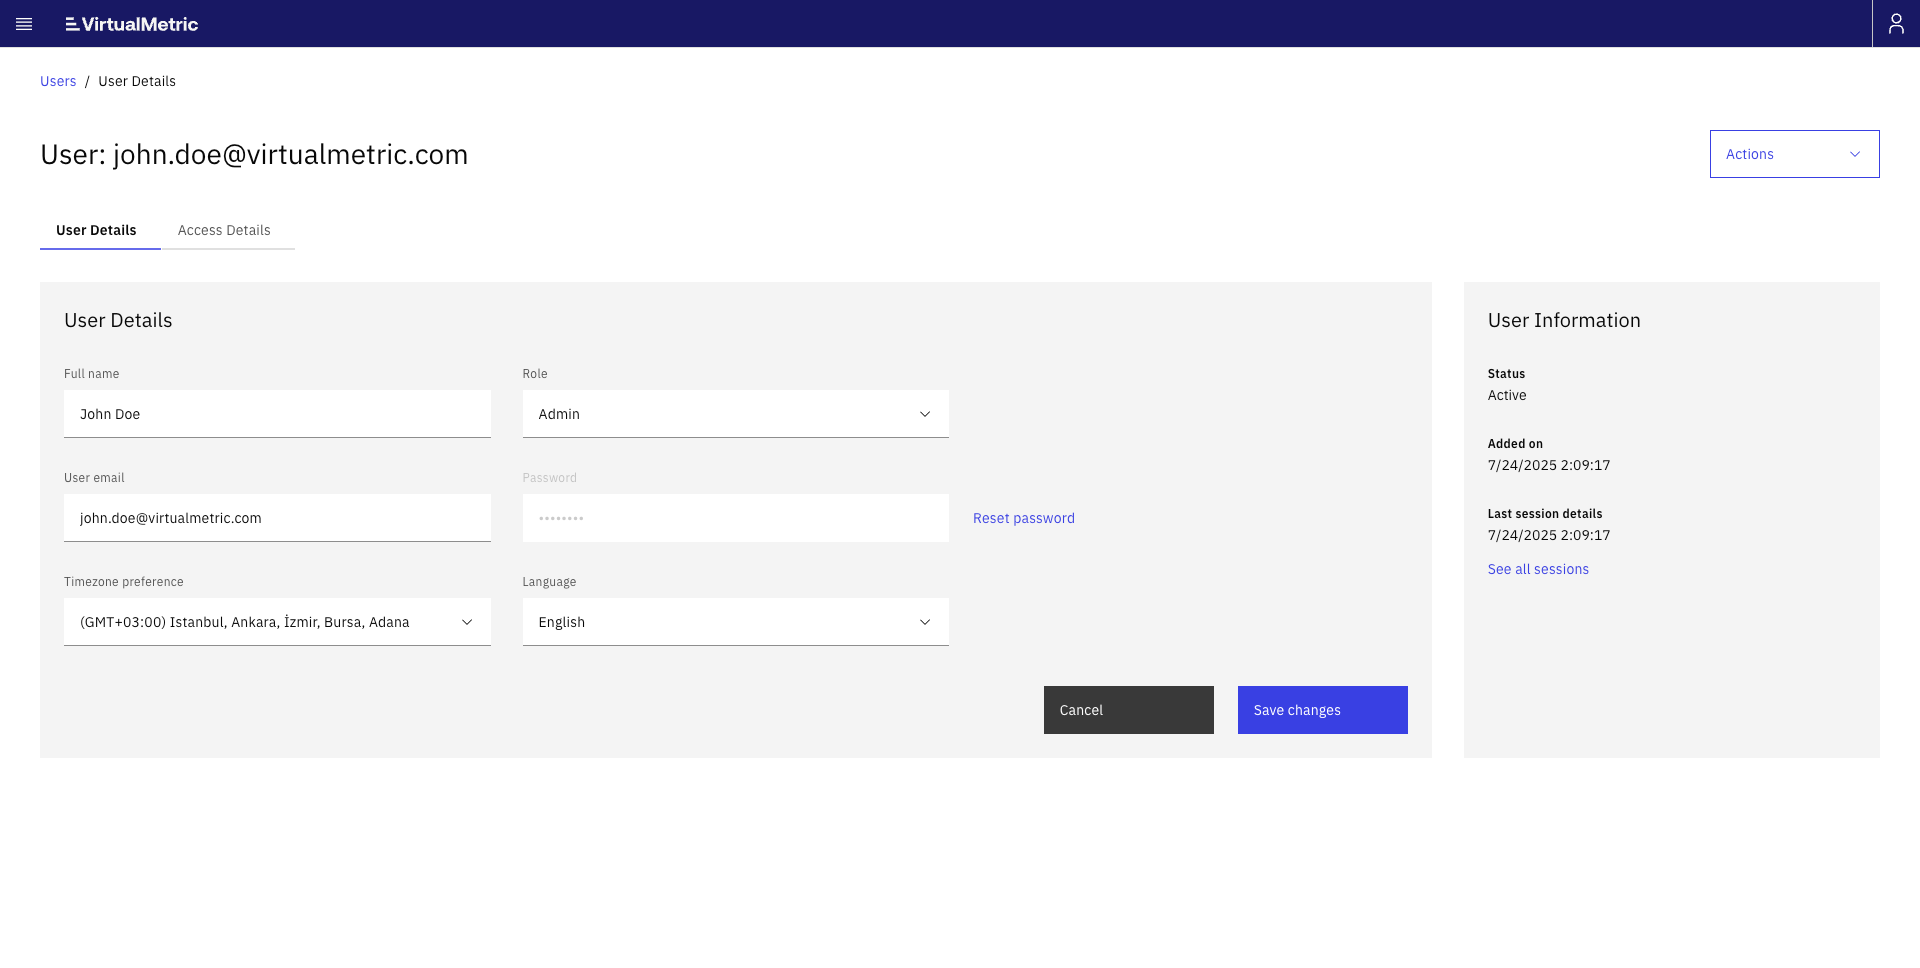 VirtualMetric
Users / User Details
User: john.doe@virtualmetric.com
Actions
User Details
Access Details
User Details
Full name
John Doe
Role
Admin
User email
john.doe@virtualmetric.com
Password
••••••••
Reset password
Timezone preference
(GMT+03:00) Istanbul, Ankara, İzmir, Bursa, Adana
Language
English
Cancel
Save changes
User Information
Status
Active
Added on
7/24/2025 2:09:17
Last session details
7/24/2025 2:09:17
See all sessions